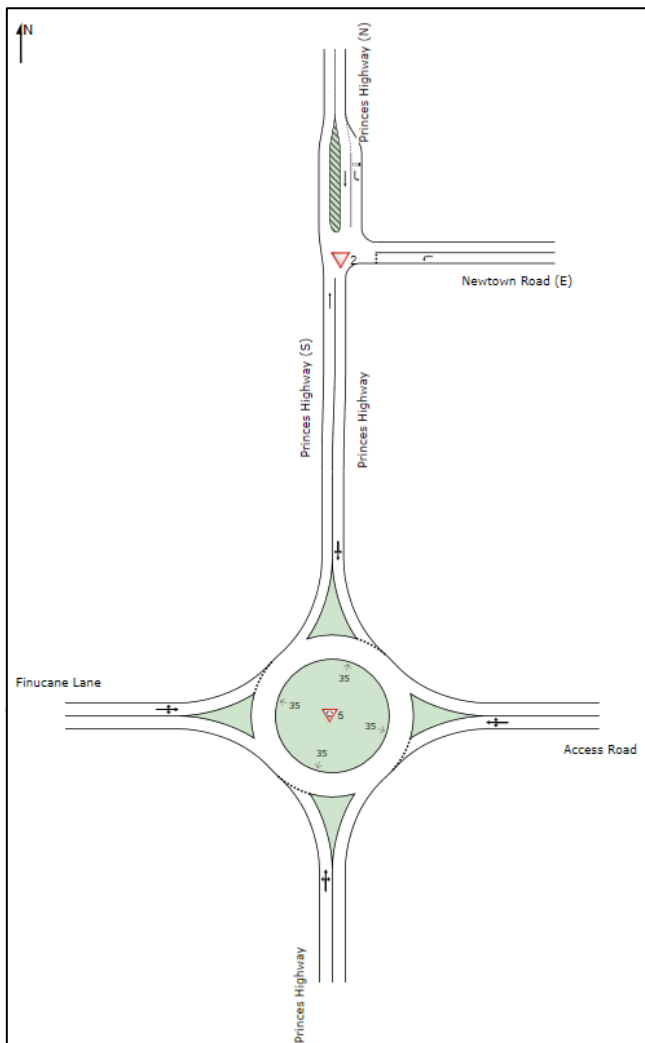 N
Princes Highway (N)
2
Newtown Road (E)
Princes Highway (S)
Princes Highway
Finucane Lane
35
35
5
35
35
Access Road
Princes Highway